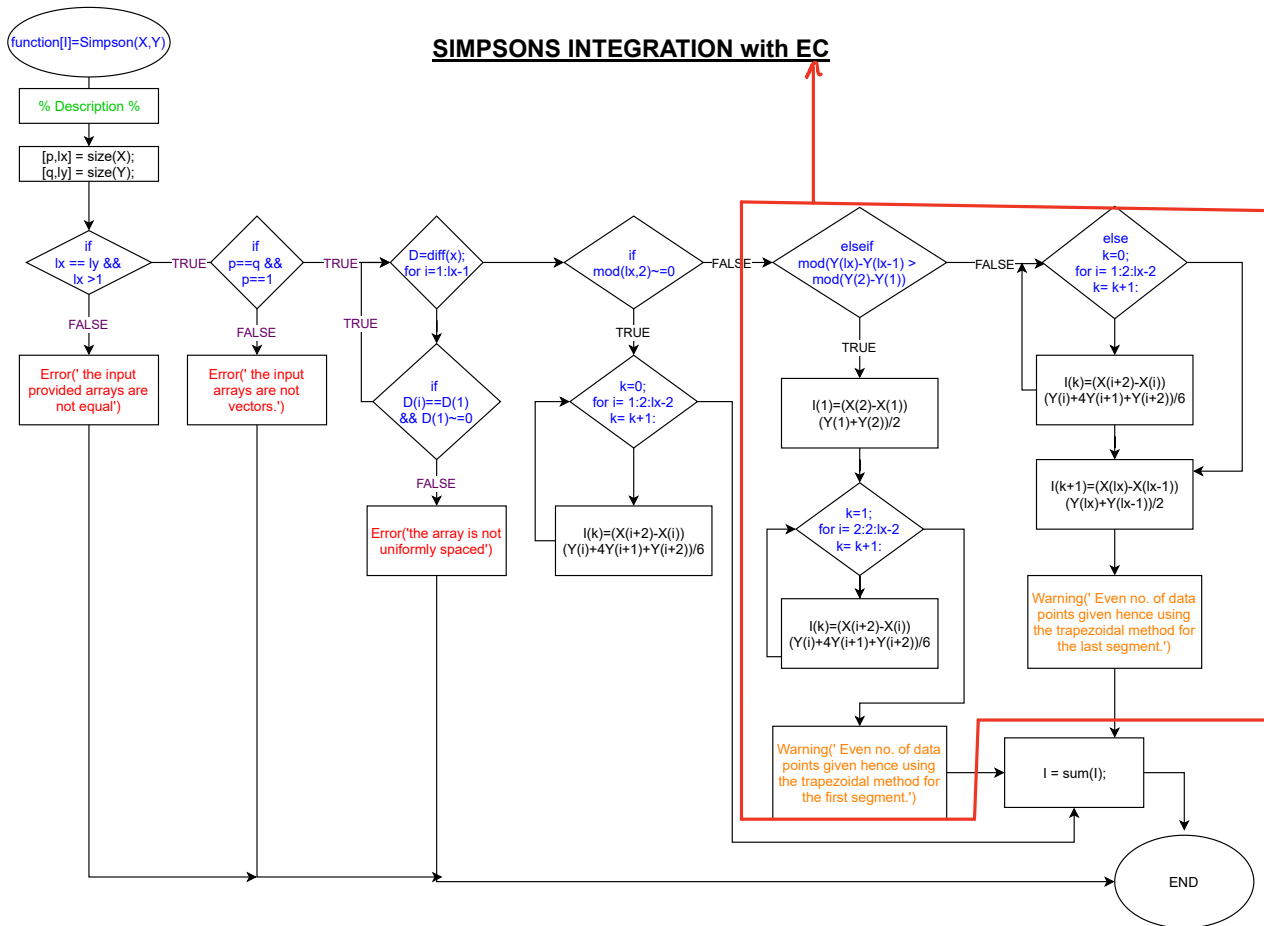 function[I]=Simpson(X,Y)
SIMPSONS INTEGRATION with EC
% Description %
[p,lx] = size(X);
[q,ly] = size(Y);
if
lx == ly &&
lx >1
TRUE
FALSE
Error(' the input
provided arrays are
not equal')
if
p==q &&
p==1
TRUE
FALSE
Error(' the input
arrays are not
vectors.')
D=diff(x);
for i=1:lx-1
TRUE
if
D(i)==D(1)
&& D(1)~=0
FALSE
Error('the array is not
uniformly spaced')
if
mod(lx,2)~=0
FALSE
TRUE
k=0;
for i= 1:2:lx-2
k= k+1:
I(k)=(X(i+2)-X(i))
(Y(i)+4Y(i+1)+Y(i+2))/6
elseif
mod(Y(lx)-Y(lx-1) >
mod(Y(2)-Y(1))
FALSE
TRUE
I(1)=(X(2)-X(1))
(Y(1)+Y(2))/2
k=1;
for i= 2:2:lx-2
k= k+1:
I(k)=(X(i+2)-X(i))
(Y(i)+4Y(i+1)+Y(i+2))/6
Warning(' Even no. of data
points given hence using
the trapezoidal method for
the first segment.')
else
k=0;
for i= 1:2:lx-2
k= k+1:
I(k)=(X(i+2)-X(i))
(Y(i)+4Y(i+1)+Y(i+2))/6
I(k+1)=(X(lx)-X(lx-1))
(Y(lx)+Y(lx-1))/2
Warning(' Even no. of data
points given hence using
the trapezoidal method for
the last segment.')
I = sum(I);
END